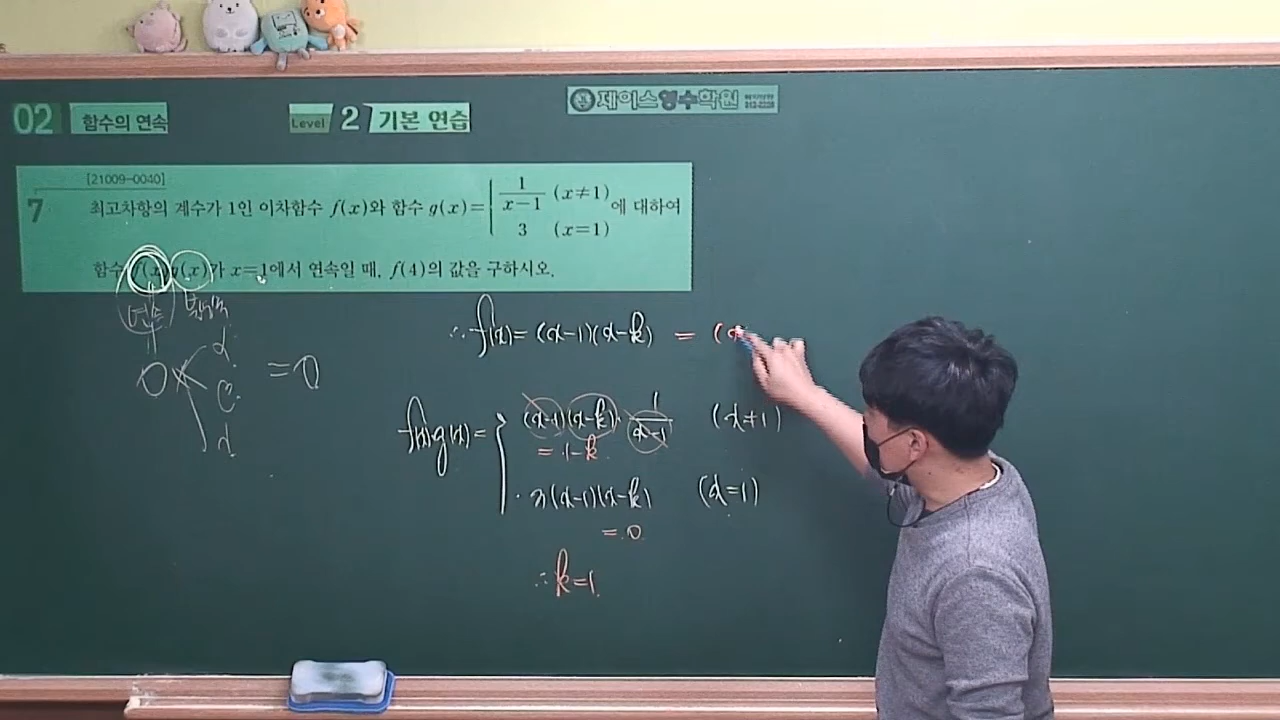 02 함수의 연속
Level 2 기본 연습
제이스영수학원
[21009-0040]
7 최고차항의 계수가 1인 이차함수 f(x)와 함수 g(x)= { 1/(x-1) (x≠1)
3 (x=1) 에 대하여
함수 f(x)g(x)가 x=1에서 연속일 때, f(4)의 값을 구하시오.
연속
0 =0
∴ f(x)=(x-1)(x-k) = (x
f(x)g(x)= { (x-1)(x-k)· 1/(x-1) (x≠1)
= 1-k
3(x-1)(x-k) (x=1)
= 0
∴ k=1